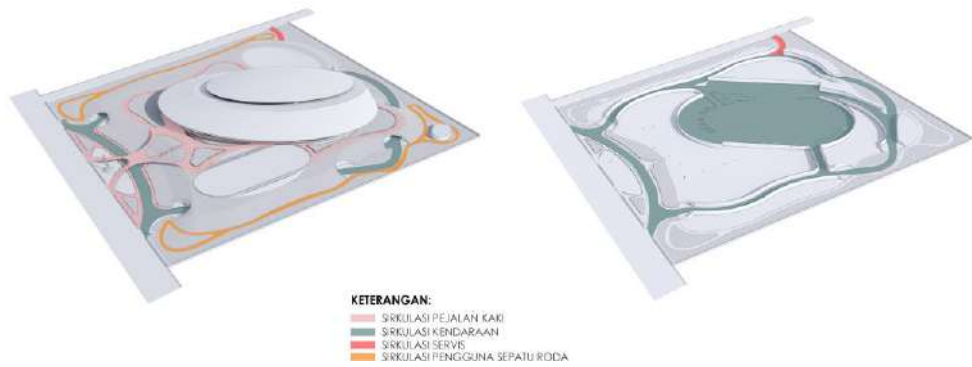 KETERANGAN:
SIRKULASI PEJALAN KAKI
SIRKULASI KENDARAAN
SIRKULASI SERVIS
SIRKULASI PENGGUNA SEPATU RODA